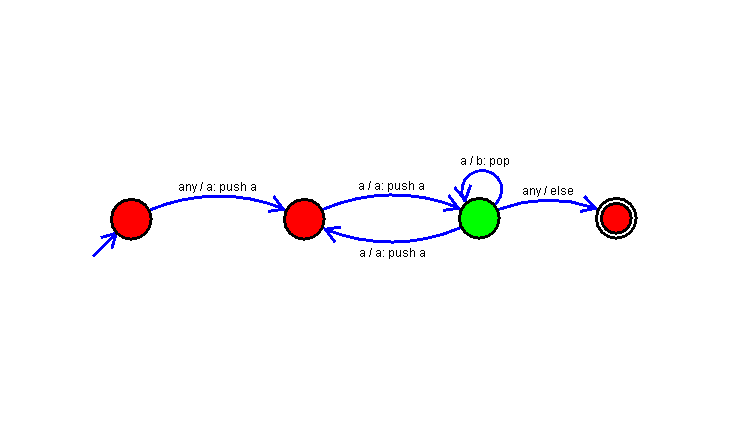 a / b: pop
any / a: push a
a / a: push a
any / else
a / a: push a